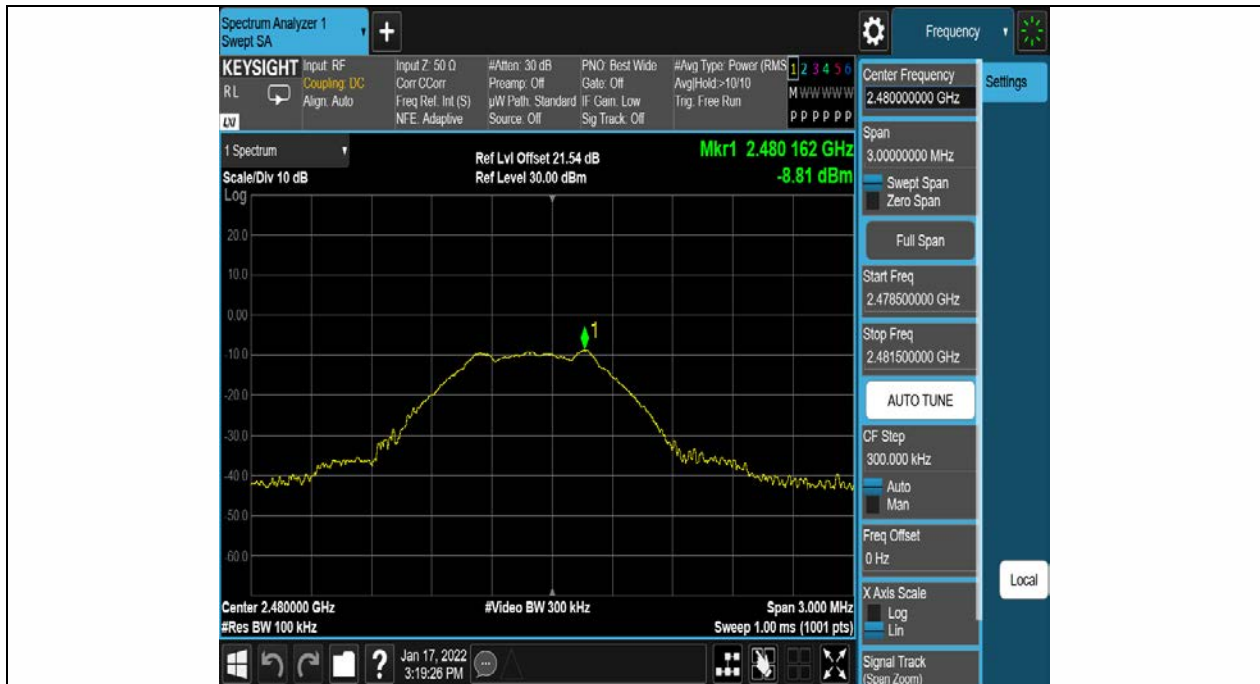 Spectrum Analyzer 1
Swept SA
+
Frequency
KEYSIGHT
RL
LXI
Input: RF
Coupling: DC
Align: Auto
Input Z: 50 Ω
Corr CCorr
Freq Ref: Int (S)
NFE: Adaptive
#Atten: 30 dB
Preamp: Off
µW Path: Standard
Source: Off
PNO: Best Wide
Gate: Off
IF Gain: Low
Sig Track: Off
#Avg Type: Power (RMS
Avg|Hold:>10/10
Trig: Free Run
1 2 3 4 5 6
M W W W W W
P P P P P P
1 Spectrum
Scale/Div 10 dB
Ref Lvl Offset 21.54 dB
Ref Level 30.00 dBm
Mkr1 2.480 162 GHz
-8.81 dBm
Log
20.0
10.0
0.00
-10.0
-20.0
-30.0
-40.0
-50.0
-60.0
1
Center 2.480000 GHz
#Res BW 100 kHz
#Video BW 300 kHz
Span 3.000 MHz
Sweep 1.00 ms (1001 pts)
Center Frequency
2.480000000 GHz
Settings
Span
3.00000000 MHz
Swept Span
Zero Span
Full Span
Start Freq
2.478500000 GHz
Stop Freq
2.481500000 GHz
AUTO TUNE
CF Step
300.000 kHz
Auto
Man
Freq Offset
0 Hz
X Axis Scale
Log
Lin
Signal Track
(Span Zoom)
Local
?
Jan 17, 2022
3:19:26 PM